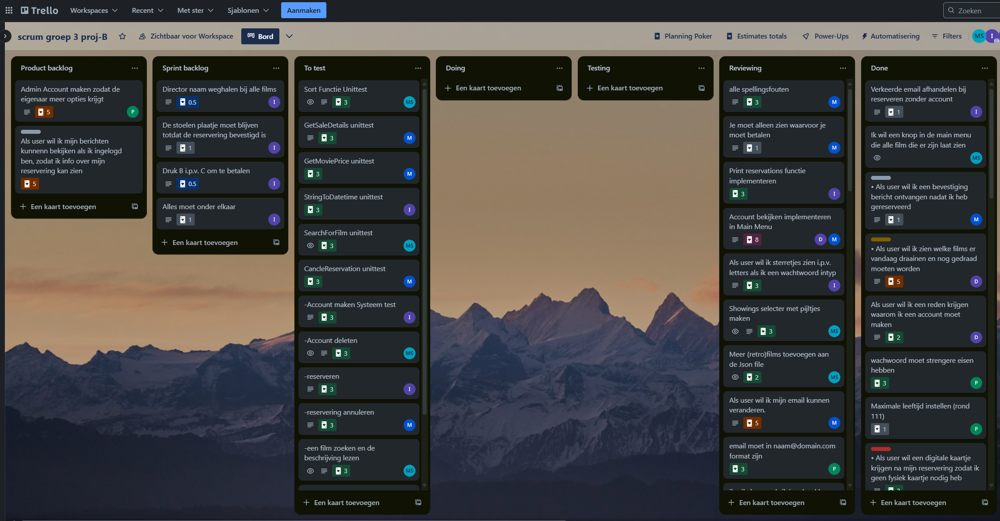 Trello
Workspaces
Recent
Met ster
Sjablonen
Aanmaken
Zoeken
scrum groep 3 proj-B
Zichtbaar voor Workspace
Bord
Planning Poker
Estimates totals
Power-Ups
Automatisering
Filters
MS
I
Product backlog
Admin Account maken zodat de
eigenaar meer opties krijgt
5
P
Als user wil ik mijn berichten
kunnenn bekijken als ik ingelogd
ben, zodat ik info over mijn
reservering kan zien
5
Een kaart toevoegen
Sprint backlog
Director naam weghalen bij alle films
0.5
I
De stoelen plaatje moet blijven
totdat de reservering bevestigd is
1
I
Druk B i.p.v. C om te betalen
0.5
I
Alles moet onder elkaar
1
I
Een kaart toevoegen
To test
Sort Functie Unittest
3
MS
GetSaleDetails unittest
3
M
GetMoviePrice unittest
3
M
StringToDatetime unittest
3
I
SearchForFilm unittest
3
MS
CancleReservation unittest
3
M
-Account maken Systeem test
3
I
-Account deleten
3
MS
-reserveren
3
I
-reservering annuleren
3
M
-een film zoeken en de
beschrijving lezen
3
MS
Een kaart toevoegen
Doing
Een kaart toevoegen
Testing
Een kaart toevoegen
Reviewing
alle spellingsfouten
3
M
Je moet alleen zien waarvoor je
moet betalen
1
M
Print reservations functie
implementeren
3
I
Account bekijken implementeren
in Main Menu
8
D
M
Als user wil ik sterretjes zien i.p.v.
letters als ik een wachtwoord intyp
3
I
Showings selecter met pijltjes
maken
3
MS
Meer (retro)films toevoegen aan
de Json file
2
MS
Als user wil ik mijn email kunnen
veranderen.
5
M
email moet in naam@domain.com
format zijn
3
P
Een kaart toevoegen
Done
Verkeerde email afhandelen bij
reserveren zonder account
1
I
Ik wil een knop in de main menu
die alle film die er zijn laat zien
MS
• Als user wil ik een bevestiging
bericht ontvangen nadat ik heb
gereserveerd
1
M
• Als user wil ik zien welke films er
vandaag draainen en nog gedraad
moeten worden
5
D
Als user wil ik een reden krijgen
waarom ik een account moet
maken
2
D
wachwoord moet strengere eisen
hebben
3
P
Maximale leeftijd instellen (rond
111)
1
P
• Als user wil een digitale kaartje
krijgen na mijn reservering zodat ik
geen fysiek kaartje nodig heb
Een kaart toevoegen